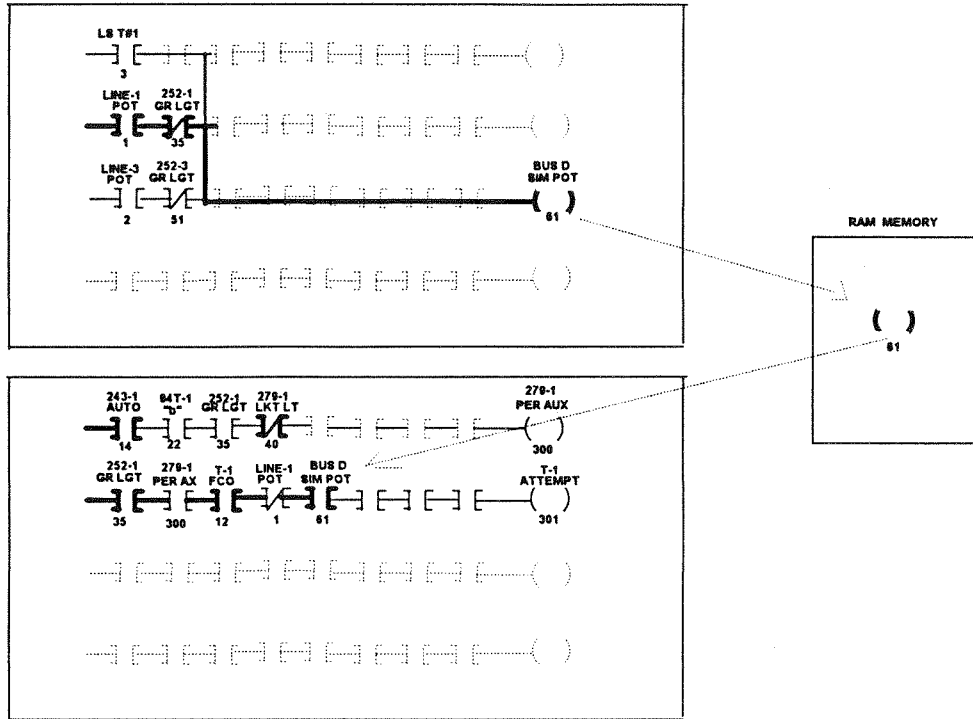 LS T#1
3
LINE-1 252-1
POT GR LGT
1 35
LINE-3 252-3
POT GR LGT
2 51
BUS D
SIM POT
61
RAM MEMORY
61
243-1 94T-1 252-1 279-1
AUTO "b" GR LGT LKT LT
14 22 35 40
279-1
PER AUX
300
252-1 279-1 T-1 LINE-1 BUS D
GR LGT PER AX FCO POT SIM POT
35 300 12 1 61
T-1
ATTEMPT
301